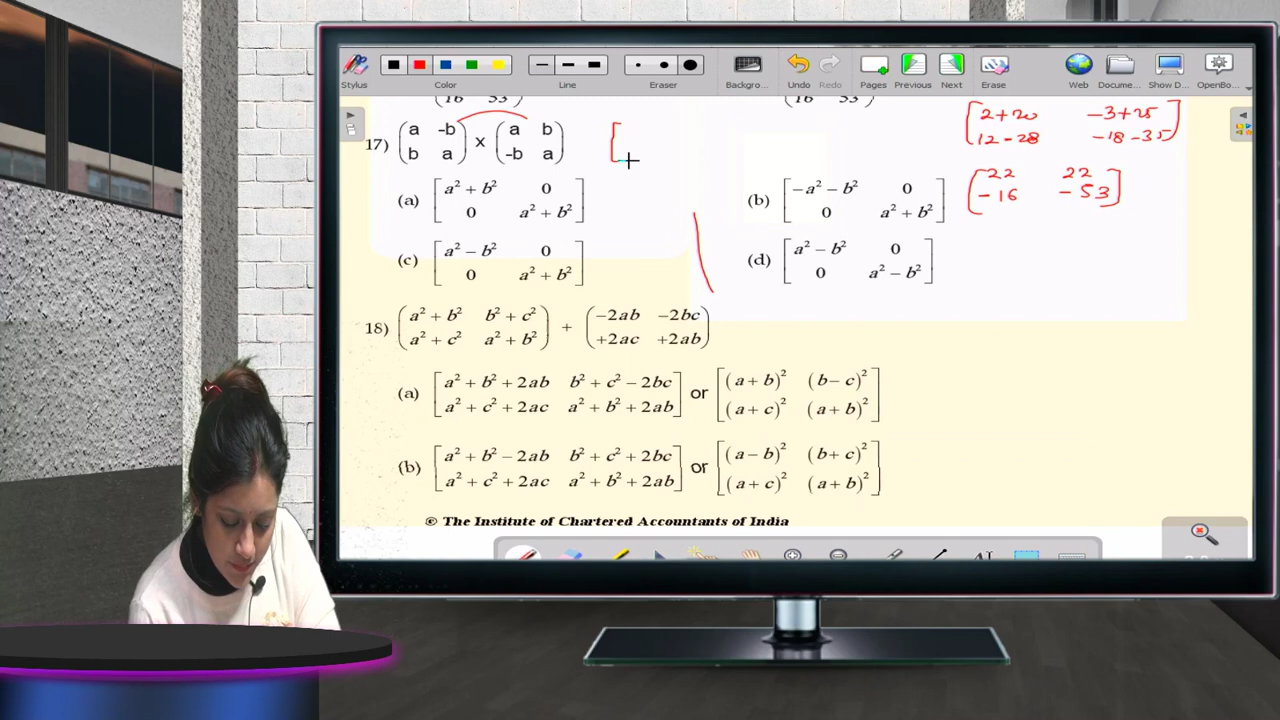 Stylus Color Line Eraser Backgro... Undo Redo Pages Previous Next Erase Web Docume... Show D... OpenBo...
(16 53) (16 53)
[2+20 -3+25
12-28 -18-35]
17) (a -b
b a) × (a b
-b a) [
[22 22
-16 -53]
(a) [a² + b² 0
0 a² + b²]
(b) [−a² − b² 0
0 a² + b²]
(c) [a² − b² 0
0 a² + b²]
(d) [a² − b² 0
0 a² − b²]
18) (a² + b² b² + c²
a² + c² a² + b²) + (−2ab −2bc
+2ac +2ab)
(a) [a² + b² + 2ab b² + c² − 2bc
a² + c² + 2ac a² + b² + 2ab] or [(a + b)² (b − c)²
(a + c)² (a + b)²]
(b) [a² + b² − 2ab b² + c² + 2bc
a² + c² + 2ac a² + b² + 2ab] or [(a − b)² (b + c)²
(a + c)² (a + b)²]
© The Institute of Chartered Accountants of India